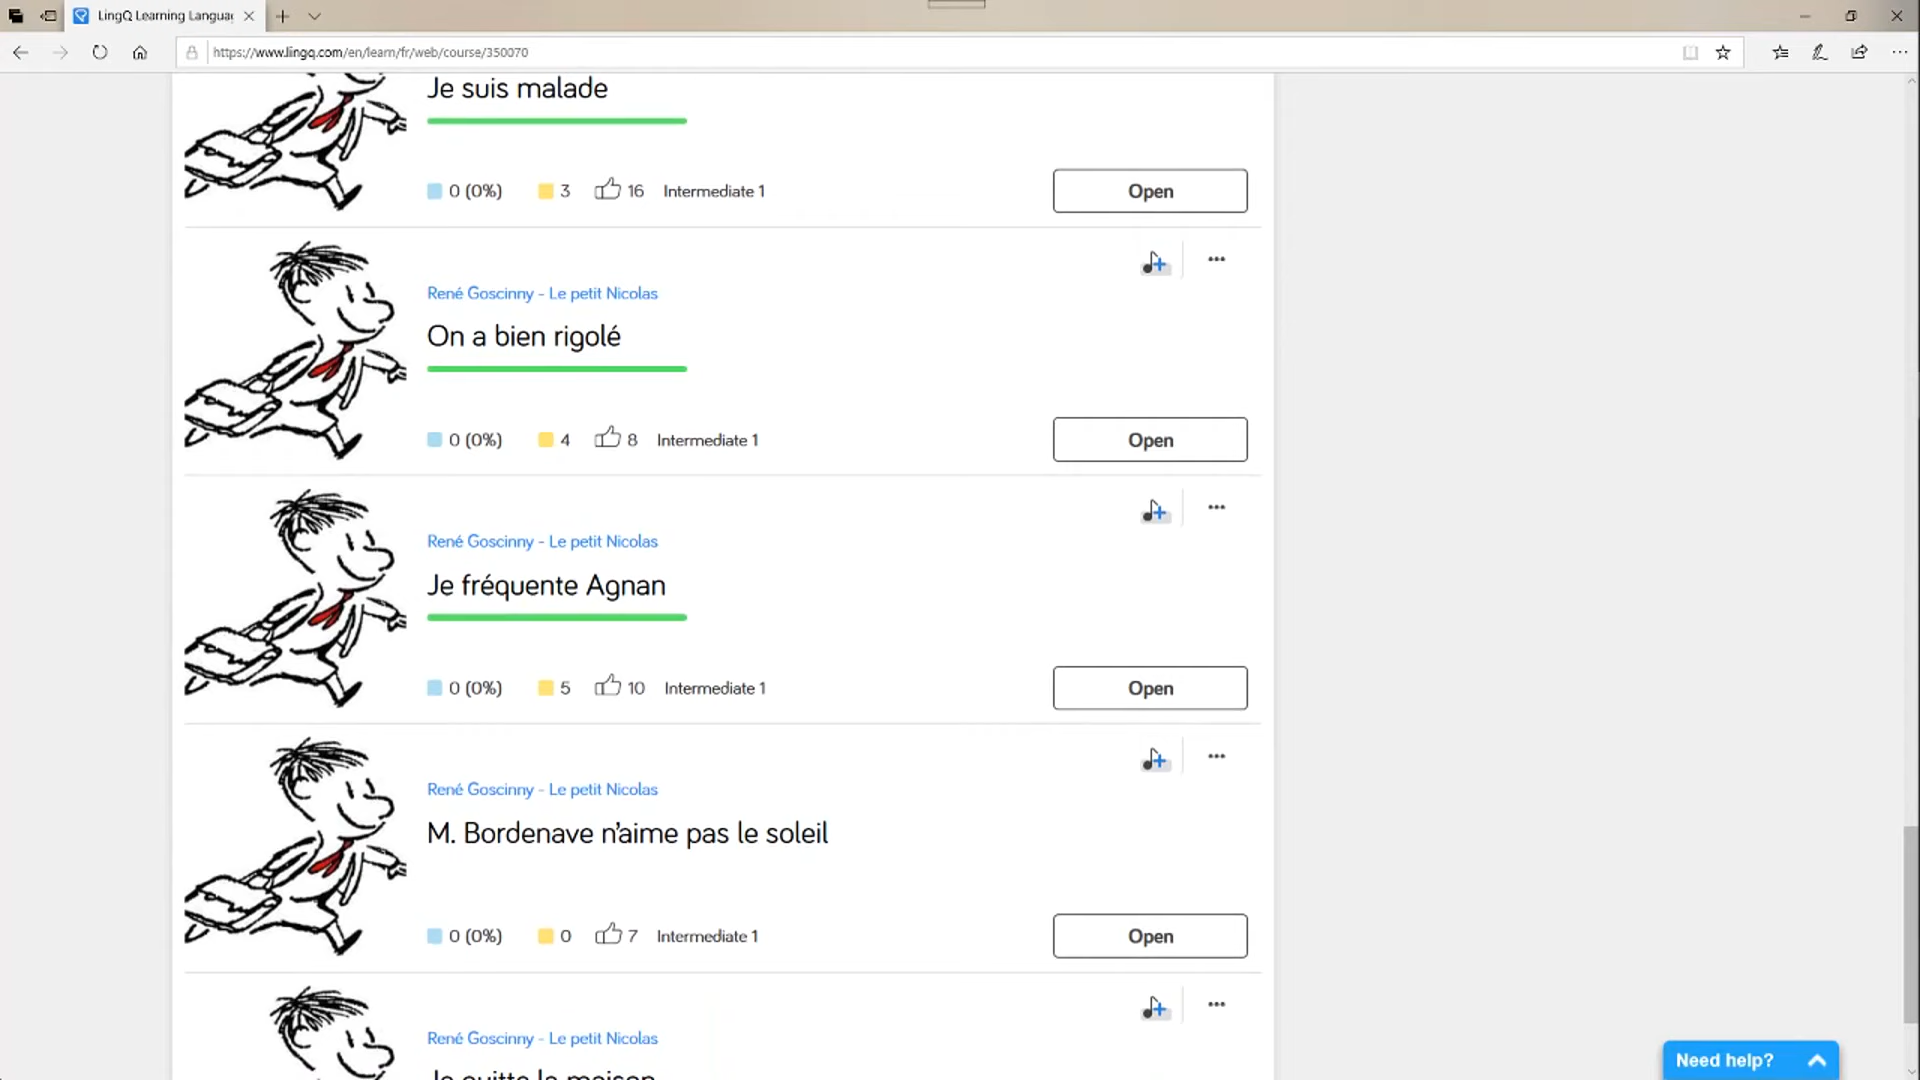 LingQ Learning Langua
https://www.lingq.com/en/learn/fr/web/course/350070
Je suis malade
0 (0%) 3 16 Intermediate 1
Open
René Goscinny - Le petit Nicolas
On a bien rigolé
0 (0%) 4 8 Intermediate 1
Open
René Goscinny - Le petit Nicolas
Je fréquente Agnan
0 (0%) 5 10 Intermediate 1
Open
René Goscinny - Le petit Nicolas
M. Bordenave n'aime pas le soleil
0 (0%) 0 7 Intermediate 1
Open
René Goscinny - Le petit Nicolas
Je quitte la maison
Need help?